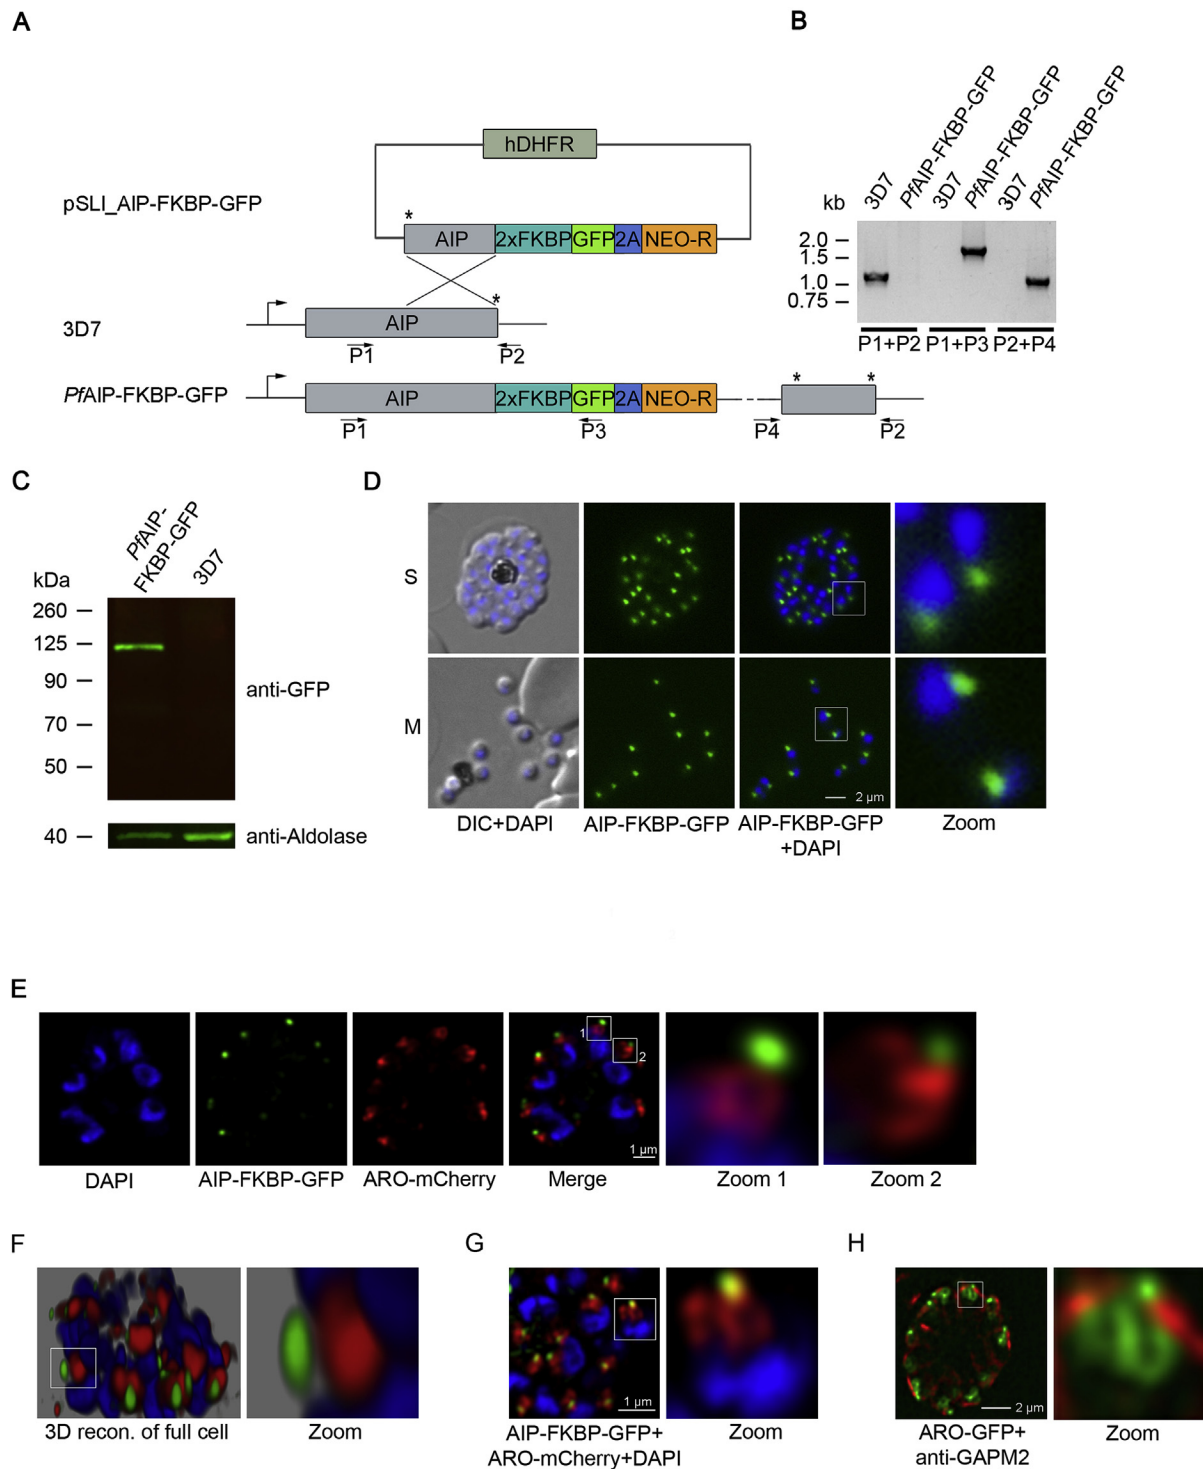 A
hDHFR
pSLI_AIP-FKBP-GFP
*
AIP 2xFKBP GFP 2A NEO-R
*
3D7
AIP
P1 P2
PfAIP-FKBP-GFP
AIP 2xFKBP GFP 2A NEO-R
* *
P1 P3 P4 P2
B
kb
3D7
PfAIP-FKBP-GFP
3D7
PfAIP-FKBP-GFP
3D7
PfAIP-FKBP-GFP
2.0
1.5
1.0
0.75
P1+P2 P1+P3 P2+P4
C
PfAIP-
FKBP-GFP
3D7
kDa
260
125
90
70
50
anti-GFP
40
anti-Aldolase
D
S
M
2 µm
DIC+DAPI
AIP-FKBP-GFP
AIP-FKBP-GFP
+DAPI
Zoom
E
1
2
1 µm
DAPI
AIP-FKBP-GFP
ARO-mCherry
Merge
Zoom 1
Zoom 2
F
3D recon. of full cell
Zoom
G
1 µm
AIP-FKBP-GFP+
ARO-mCherry+DAPI
Zoom
H
2 µm
ARO-GFP+
anti-GAPM2
Zoom